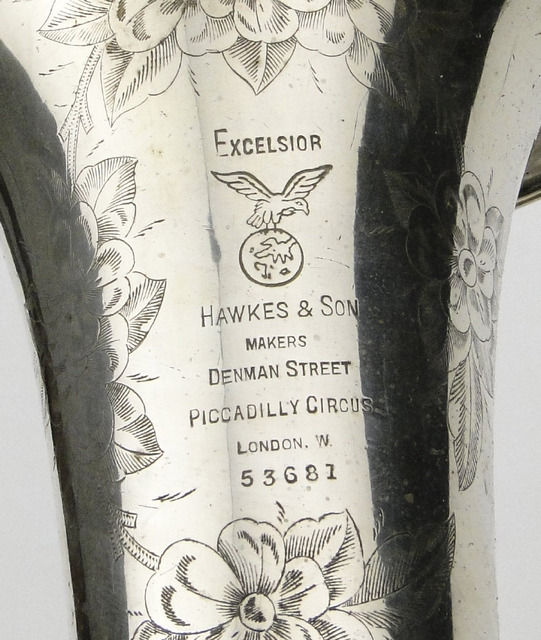 EXCELSIOR
HAWKES & SON
MAKERS
DENMAN STREET
PICCADILLY CIRCUS
LONDON. W.
53681